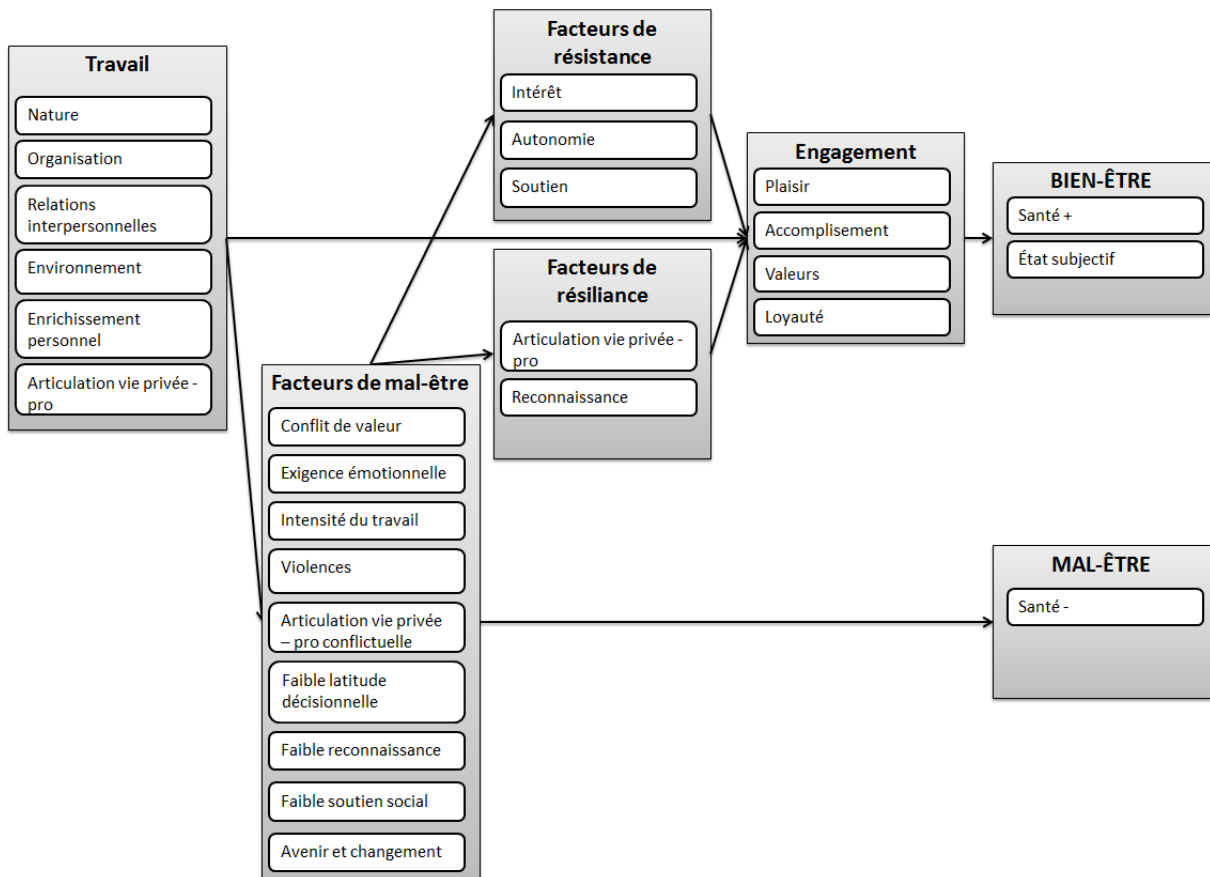 Travail
Nature
Organisation
Relations
interpersonnelles
Environnement
Enrichissement
personnel
Articulation vie privée -
pro
Facteurs de mal-être
Conflit de valeur
Exigence émotionnelle
Intensité du travail
Violences
Articulation vie privée
– pro conflictuelle
Faible latitude
décisionnelle
Faible reconnaissance
Faible soutien social
Avenir et changement
Facteurs de
résistance
Intérêt
Autonomie
Soutien
Facteurs de
résiliance
Articulation vie privée -
pro
Reconnaissance
Engagement
Plaisir
Accomplisement
Valeurs
Loyauté
BIEN-ÊTRE
Santé +
État subjectif
MAL-ÊTRE
Santé -